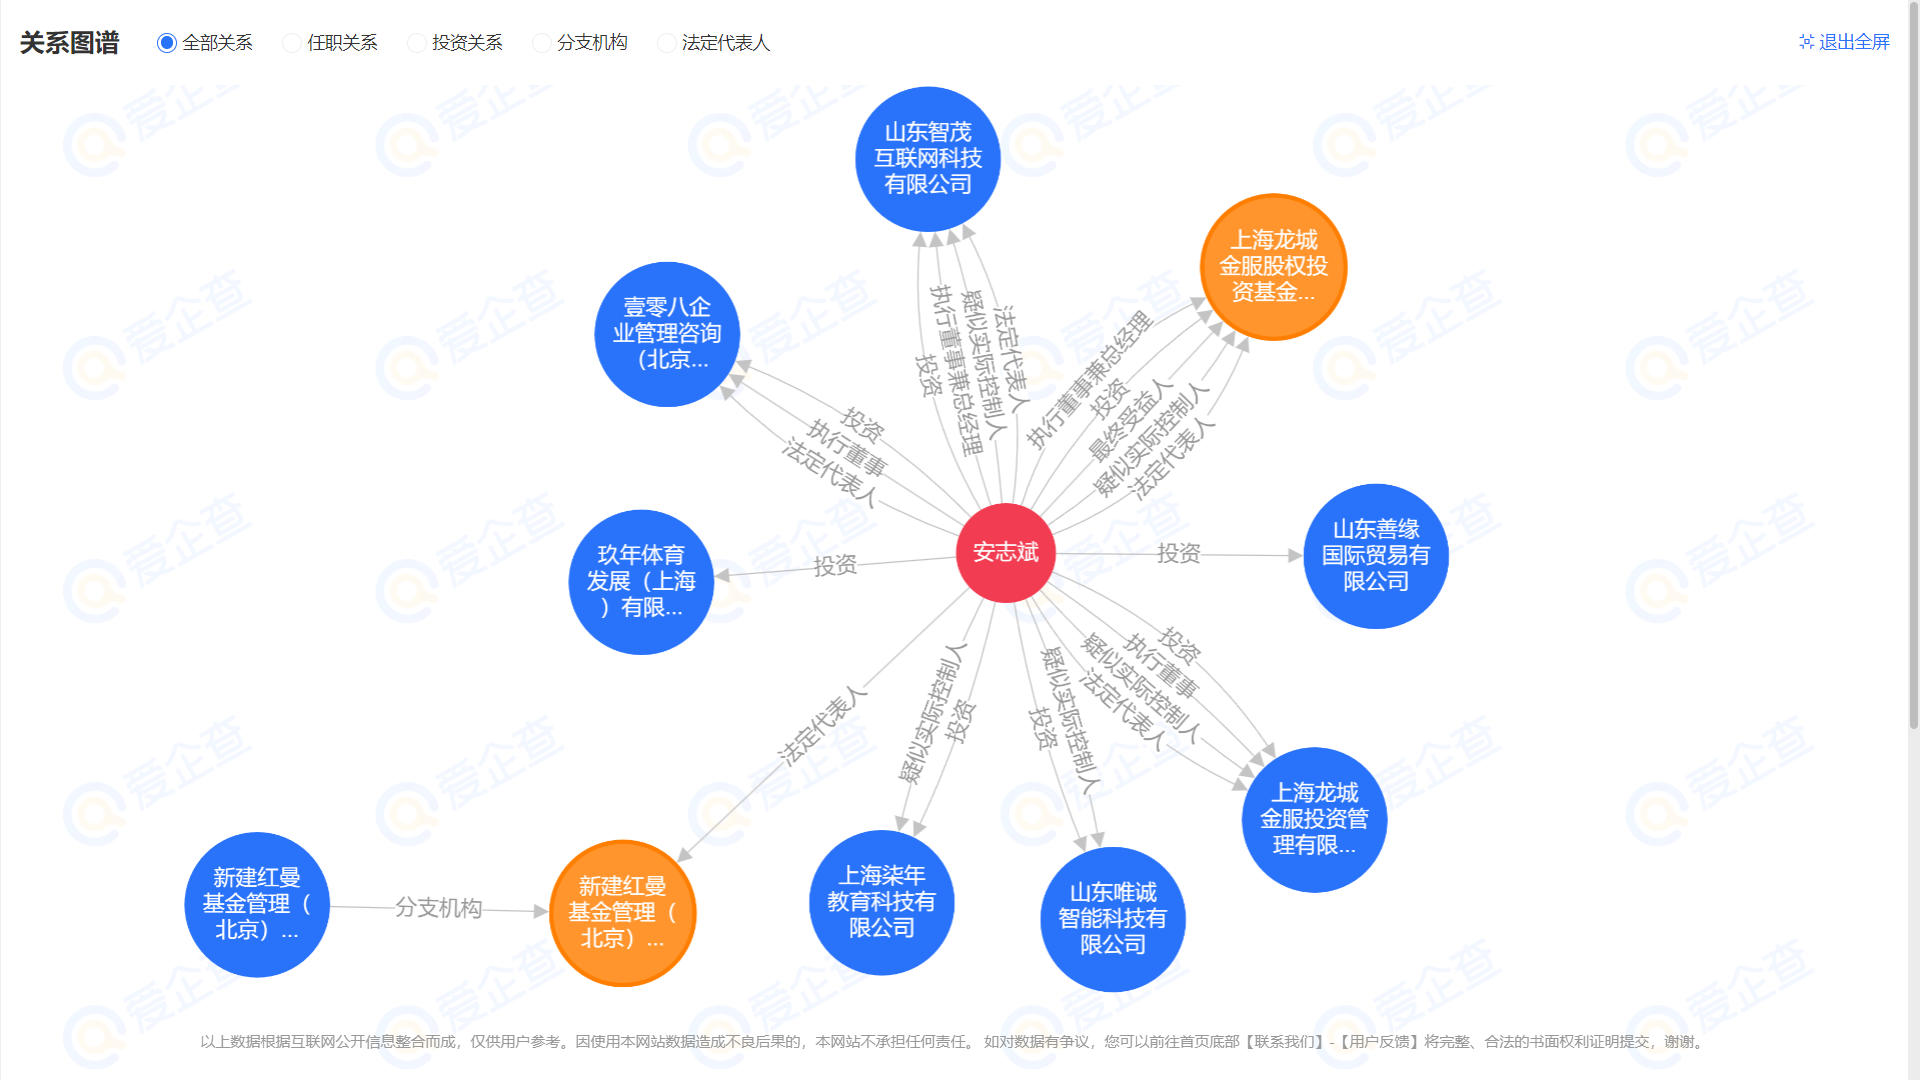 关系图谱
全部关系
任职关系
投资关系
分支机构
法定代表人
退出全屏
山东智茂
互联网科技
有限公司
上海龙城
金服股权投
资基金...
壹零八企
业管理咨询
（北京...
投资
执行董事兼总经理
疑似实际控制人
法定代表人
执行董事兼总经理
投资
最终受益人
疑似实际控制人
法定代表人
投资
执行董事
法定代表人
安志斌
玖年体育
发展（上海
）有限...
投资
投资
山东善缘
国际贸易有
限公司
法定代表人
疑似实际控制人
投资
疑似实际控制人
投资
投资
执行董事
疑似实际控制人
法定代表人
上海龙城
金服投资管
理有限...
新建红曼
基金管理（
北京）...
分支机构
新建红曼
基金管理（
北京）...
上海柒年
教育科技有
限公司
山东唯诚
智能科技有
限公司
以上数据根据互联网公开信息整合而成，仅供用户参考。因使用本网站数据造成不良后果的，本网站不承担任何责任。 如对数据有争议，您可以前往首页底部【联系我们】-【用户反馈】将完整、合法的书面权利证明提交，谢谢。
爱企查